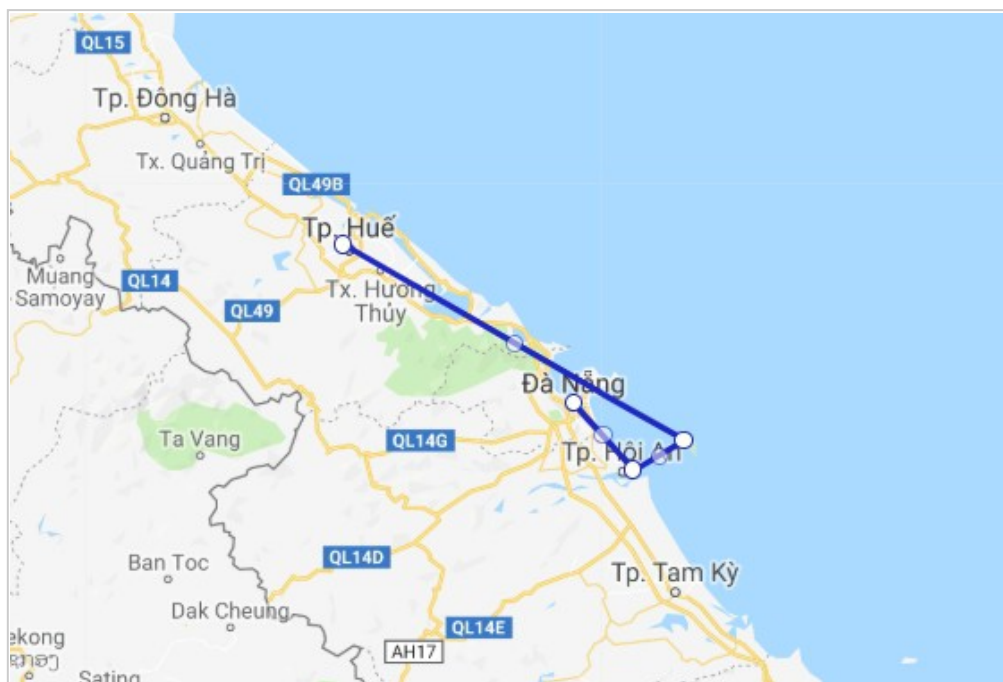 QL15
Tp. Đông Hà
Tx. Quảng Trị
QL49B
Tp. Huế
Muang
Samoyay
QL14
Tx. Hương
Thủy
QL49
Đà Nẵng
Ta Vang
QL14G
Tp. Hội An
QL14D
Ban Toc
Tp. Tam Kỳ
Dak Cheung
QL14E
ekong
AH17
Sating